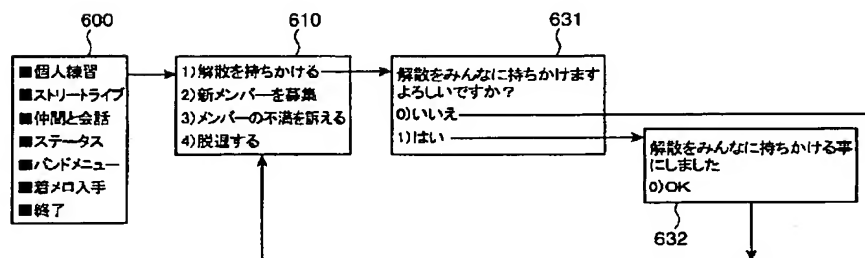 600
■個人練習
■ストリートライブ
■仲間と会話
■ステータス
■バンドメニュー
■着メロ入手
■終了
610
1)解散を持ちかける
2)新メンバーを募集
3)メンバーの不満を訴える
4)脱退する
631
解散をみんなに持ちかけます
よろしいですか？
0)いいえ
1)はい
解散をみんなに持ちかける事
にしました
0)OK
632